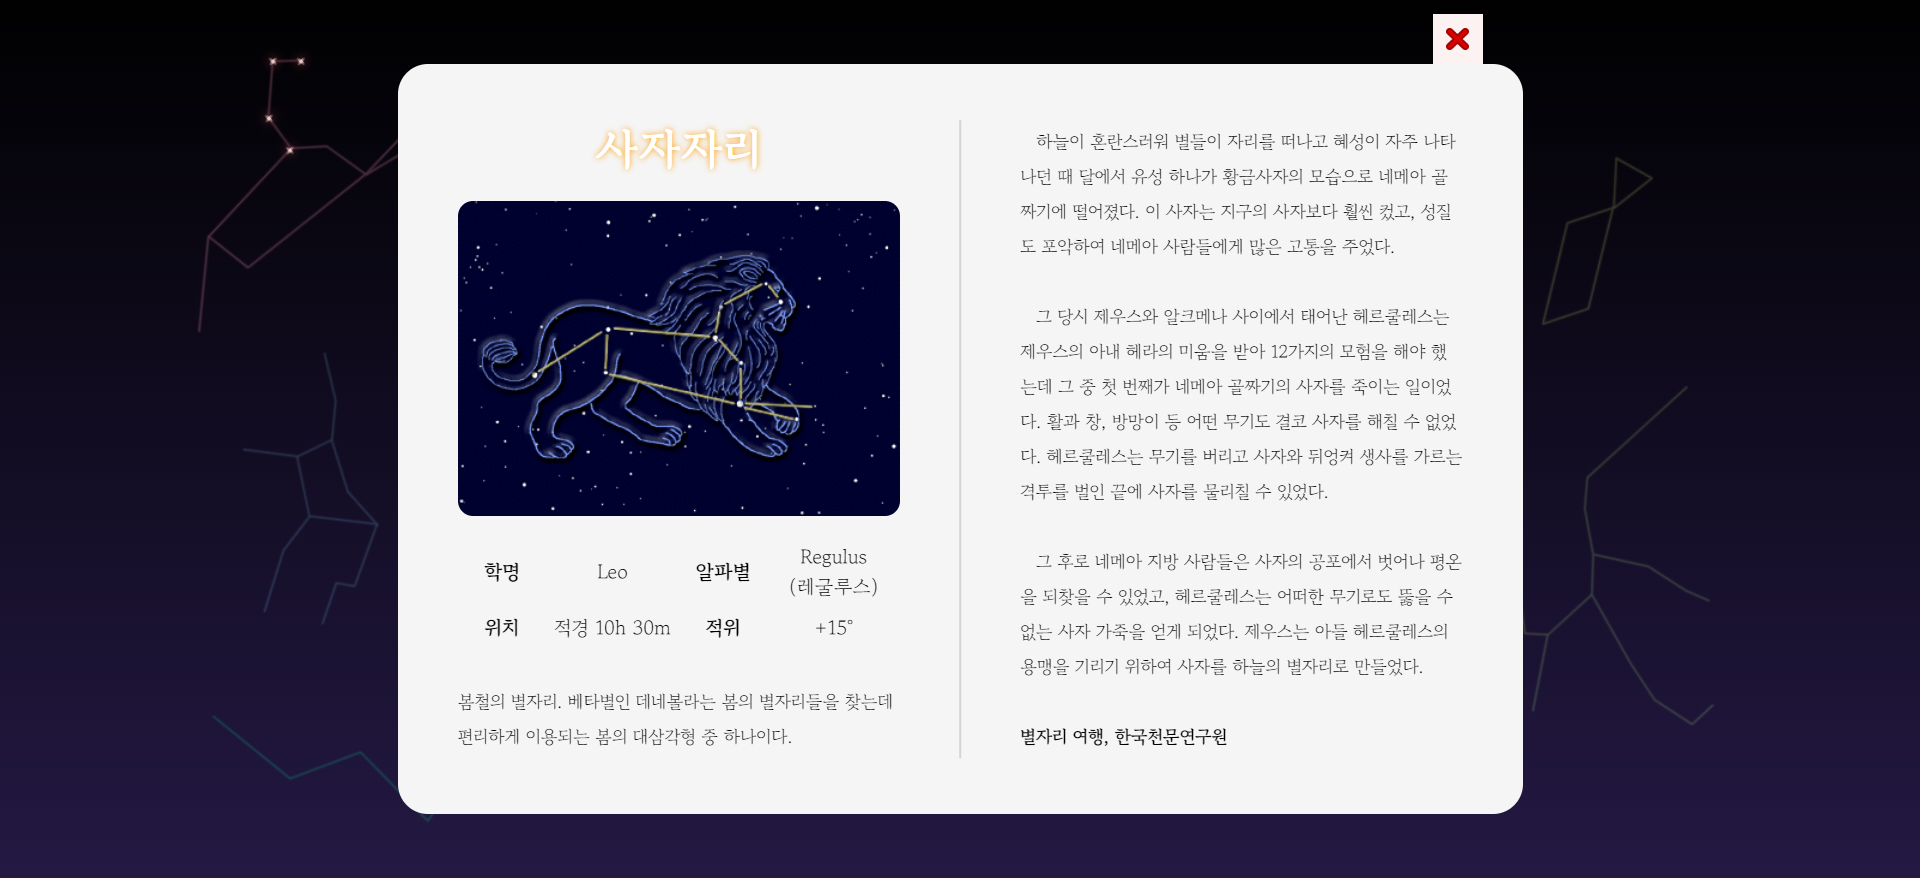 사자자리
학명 Leo 알파별 Regulus
(레굴루스)
위치 적경 10h 30m 적위 +15°
봄철의 별자리. 베타별인 데네볼라는 봄의 별자리들을 찾는데
편리하게 이용되는 봄의 대삼각형 중 하나이다.
하늘이 혼란스러워 별들이 자리를 떠나고 혜성이 자주 나타
나던 때 달에서 유성 하나가 황금사자의 모습으로 네메아 골
짜기에 떨어졌다. 이 사자는 지구의 사자보다 훨씬 컸고, 성질
도 포악하여 네메아 사람들에게 많은 고통을 주었다.
그 당시 제우스와 알크메나 사이에서 태어난 헤르쿨레스는
제우스의 아내 헤라의 미움을 받아 12가지의 모험을 해야 했
는데 그 중 첫 번째가 네메아 골짜기의 사자를 죽이는 일이었
다. 활과 창, 방망이 등 어떤 무기도 결코 사자를 해칠 수 없었
다. 헤르쿨레스는 무기를 버리고 사자와 뒤엉켜 생사를 가르는
격투를 벌인 끝에 사자를 물리칠 수 있었다.
그 후로 네메아 지방 사람들은 사자의 공포에서 벗어나 평온
을 되찾을 수 있었고, 헤르쿨레스는 어떠한 무기로도 뚫을 수
없는 사자 가죽을 얻게 되었다. 제우스는 아들 헤르쿨레스의
용맹을 기리기 위하여 사자를 하늘의 별자리로 만들었다.
별자리 여행, 한국천문연구원